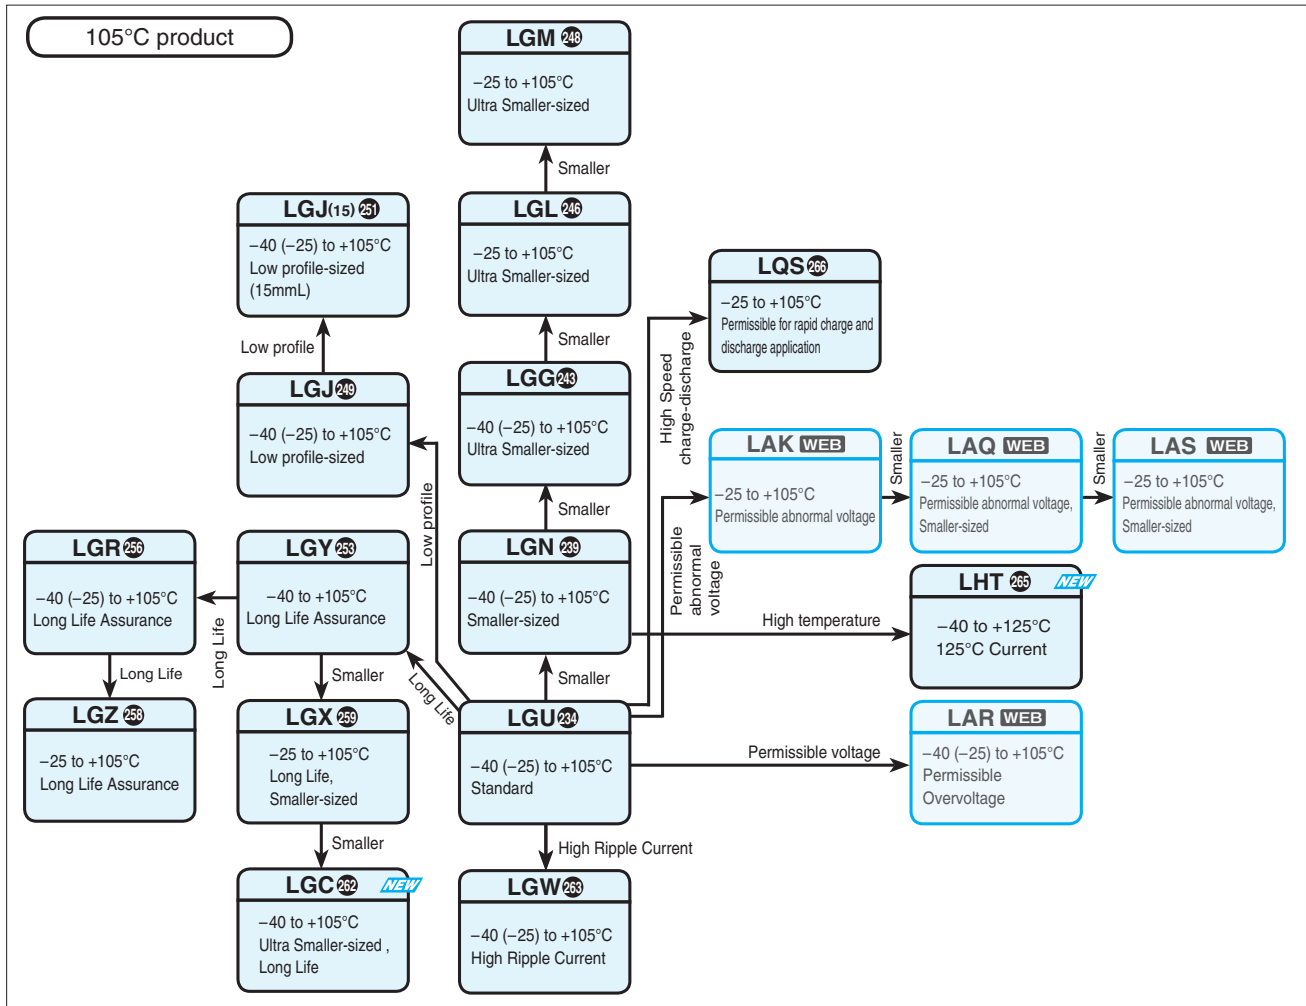 105°C product
LGM 248
−25 to +105°C
Ultra Smaller-sized
Smaller
LGJ(15) 251
−40 (−25) to +105°C
Low profile-sized
(15mmL)
LGL 246
−25 to +105°C
Ultra Smaller-sized
LQS 266
−25 to +105°C
Permissible for rapid charge and
discharge application
Low profile
Smaller
High Speed
charge-discharge
LGJ 249
−40 (−25) to +105°C
Low profile-sized
LGG 243
−40 (−25) to +105°C
Ultra Smaller-sized
LAK WEB
−25 to +105°C
Permissible abnormal voltage
Smaller
LAQ WEB
−25 to +105°C
Permissible abnormal voltage,
Smaller-sized
Smaller
LAS WEB
−25 to +105°C
Permissible abnormal voltage,
Smaller-sized
Low profile
Smaller
Permissible
abnormal
voltage
LGR 256
−40 (−25) to +105°C
Long Life Assurance
Long Life
LGY 253
−40 to +105°C
Long Life Assurance
LGN 239
−40 (−25) to +105°C
Smaller-sized
High temperature
LHT 265 NEW
−40 to +125°C
125°C Current
Long Life
Smaller
Long Life
Smaller
LGZ 258
−25 to +105°C
Long Life Assurance
LGX 259
−25 to +105°C
Long Life,
Smaller-sized
LGU 234
−40 (−25) to +105°C
Standard
Permissible voltage
LAR WEB
−40 (−25) to +105°C
Permissible
Overvoltage
Smaller
High Ripple Current
LGC 262 NEW
−40 to +105°C
Ultra Smaller-sized ,
Long Life
LGW 263
−40 (−25) to +105°C
High Ripple Current